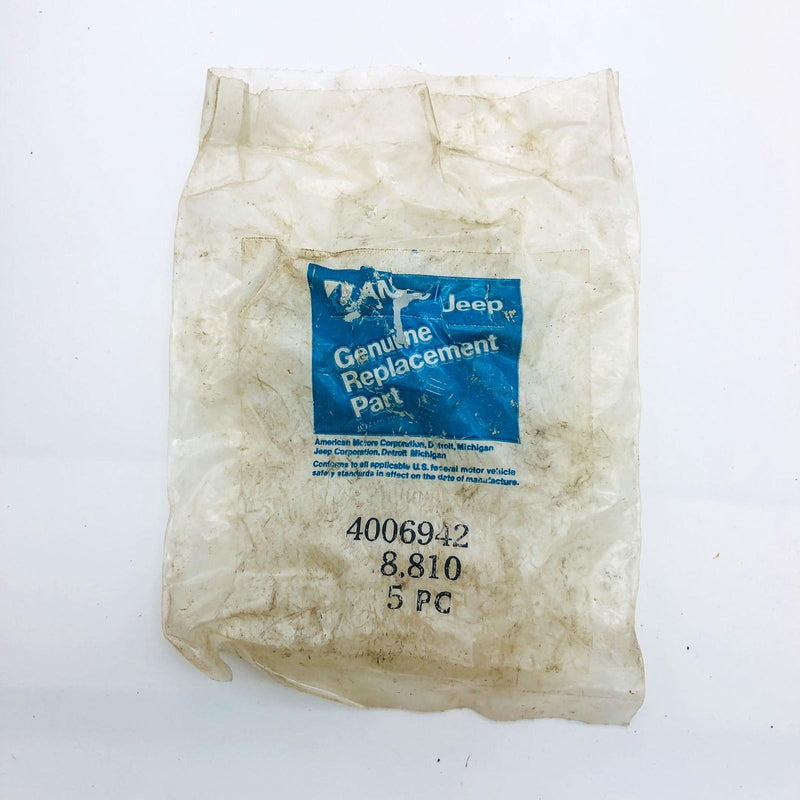 Jeep
Genuine
Replacement
Part
American Motors Corporation, Detroit, Michigan
Jeep Corporation, Detroit Michigan
Conforms to all applicable U.S. federal motor vehicle
safety standards in effect on the date of manufacture.
4006942
8.810
5 PC